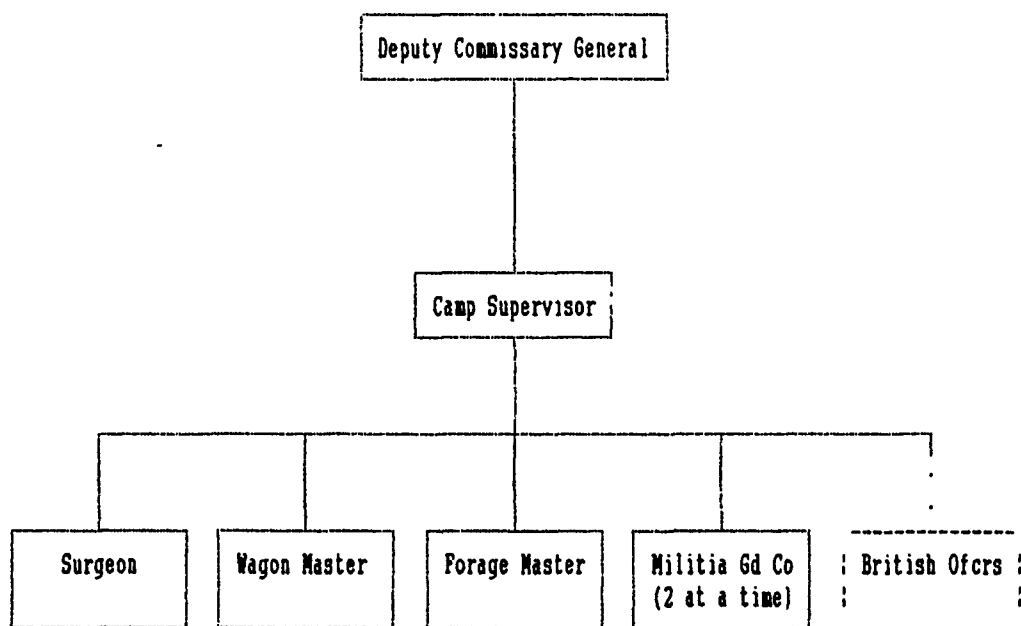 Deputy Commissary General
Camp Supervisor
Surgeon
Wagon Master
Forage Master
Militia Gd Co
(2 at a time)
British Ofcrs